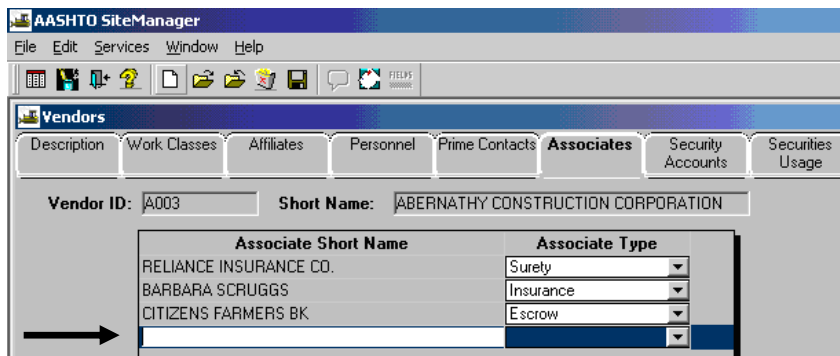 AASHTO SiteManager
File Edit Services Window Help
FIELDS
Vendors
Description Work Classes Affiliates Personnel Prime Contacts Associates Security Accounts Securities Usage
Vendor ID: A003 Short Name: ABERNATHY CONSTRUCTION CORPORATION
Associate Short Name Associate Type
RELIANCE INSURANCE CO. Surety
BARBARA SCRUGGS Insurance
CITIZENS FARMERS BK Escrow